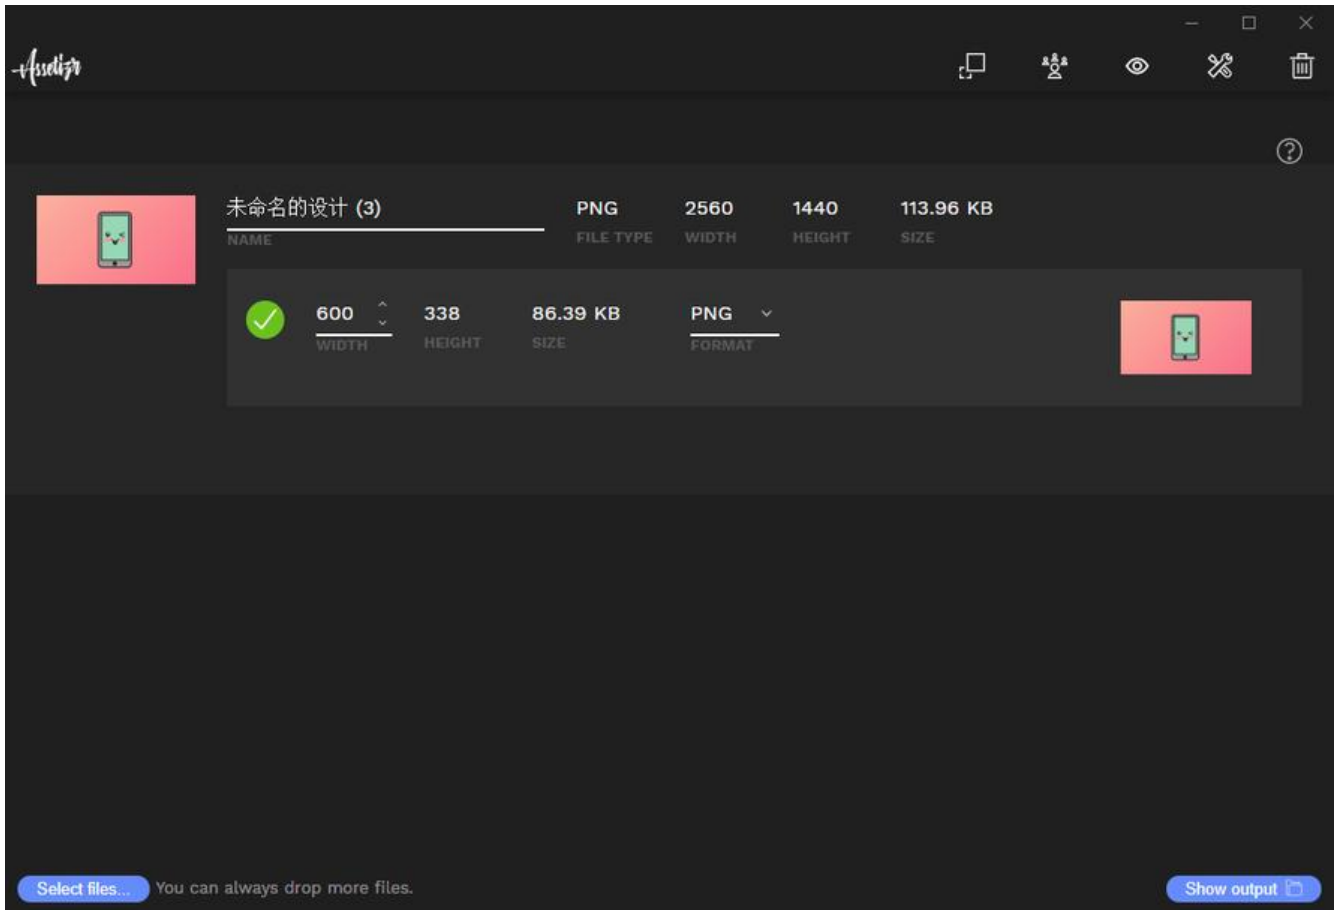 Assetizr
未命名的设计 (3)
NAME
PNG
FILE TYPE
2560
WIDTH
1440
HEIGHT
113.96 KB
SIZE
600
WIDTH
338
HEIGHT
86.39 KB
SIZE
PNG
FORMAT
Select files...
You can always drop more files.
Show output